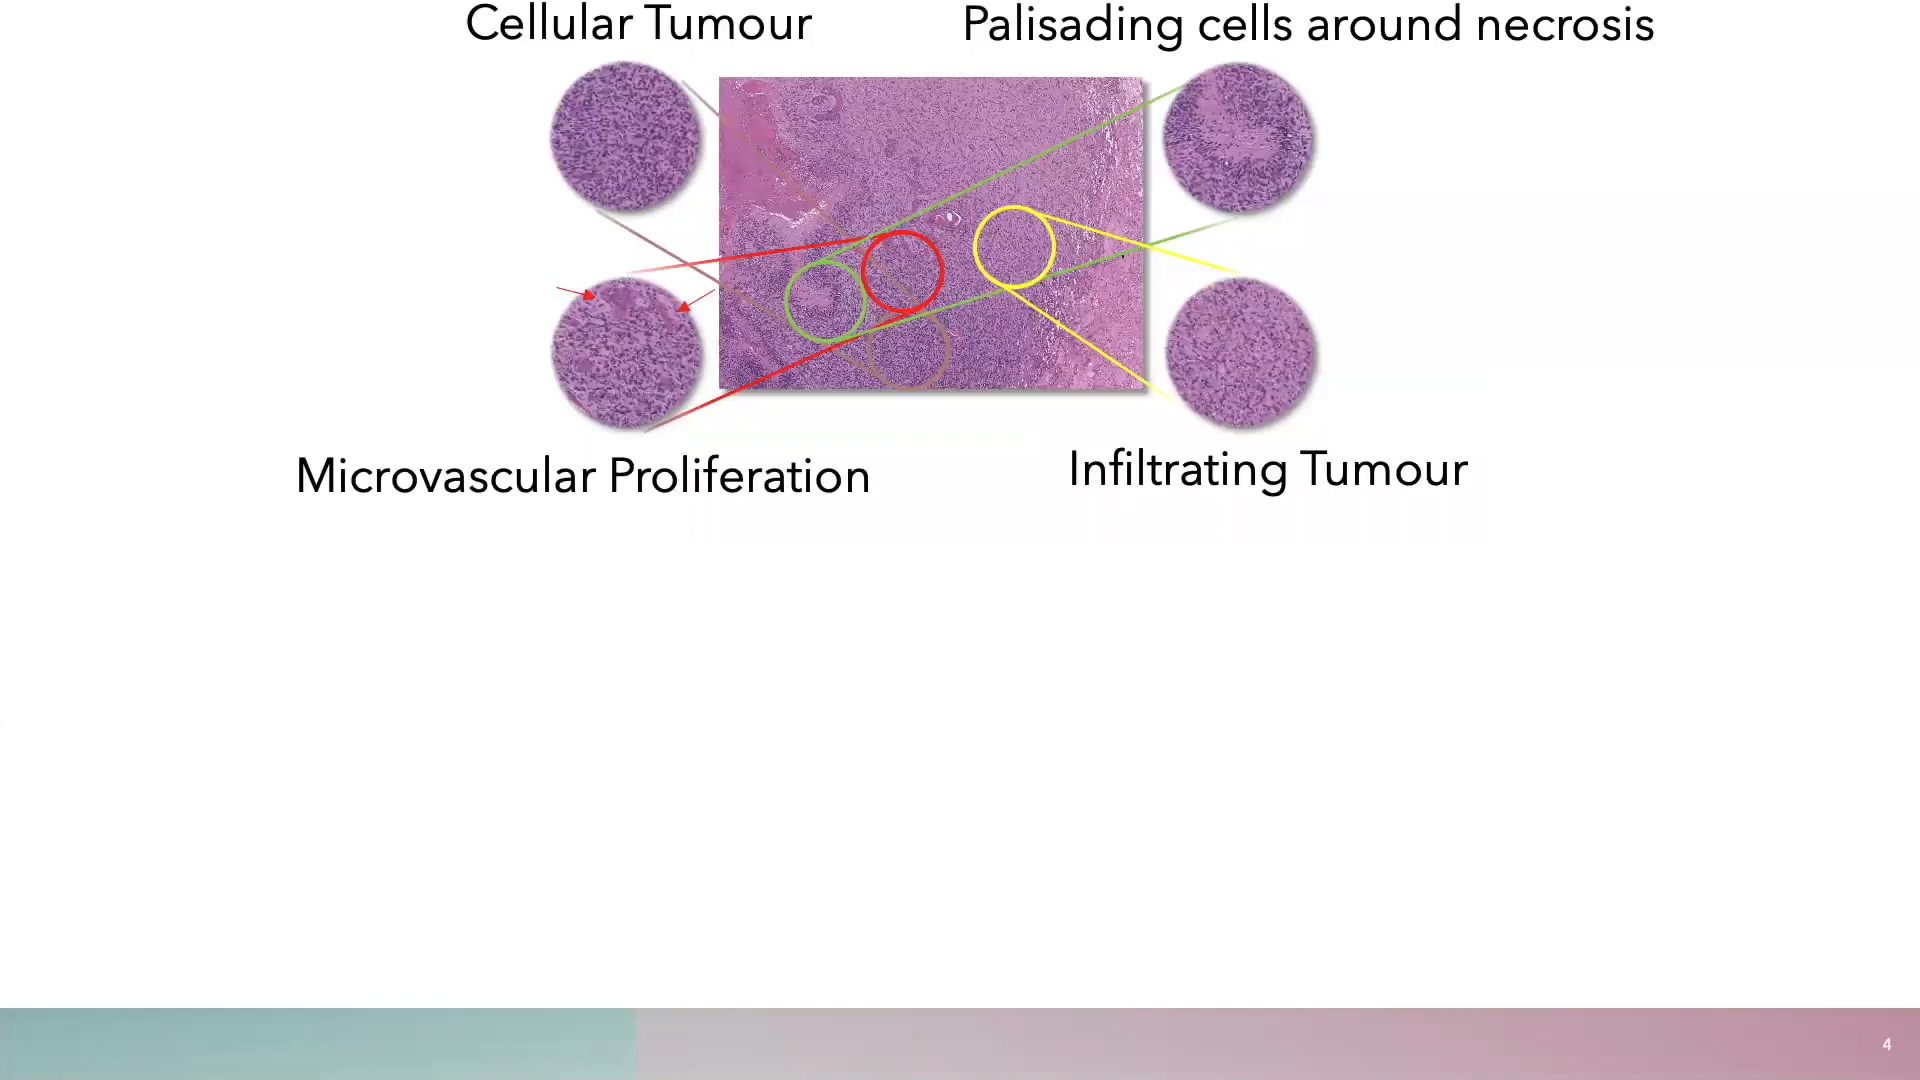 Cellular Tumour
Palisading cells around necrosis
Microvascular Proliferation
Infiltrating Tumour
4